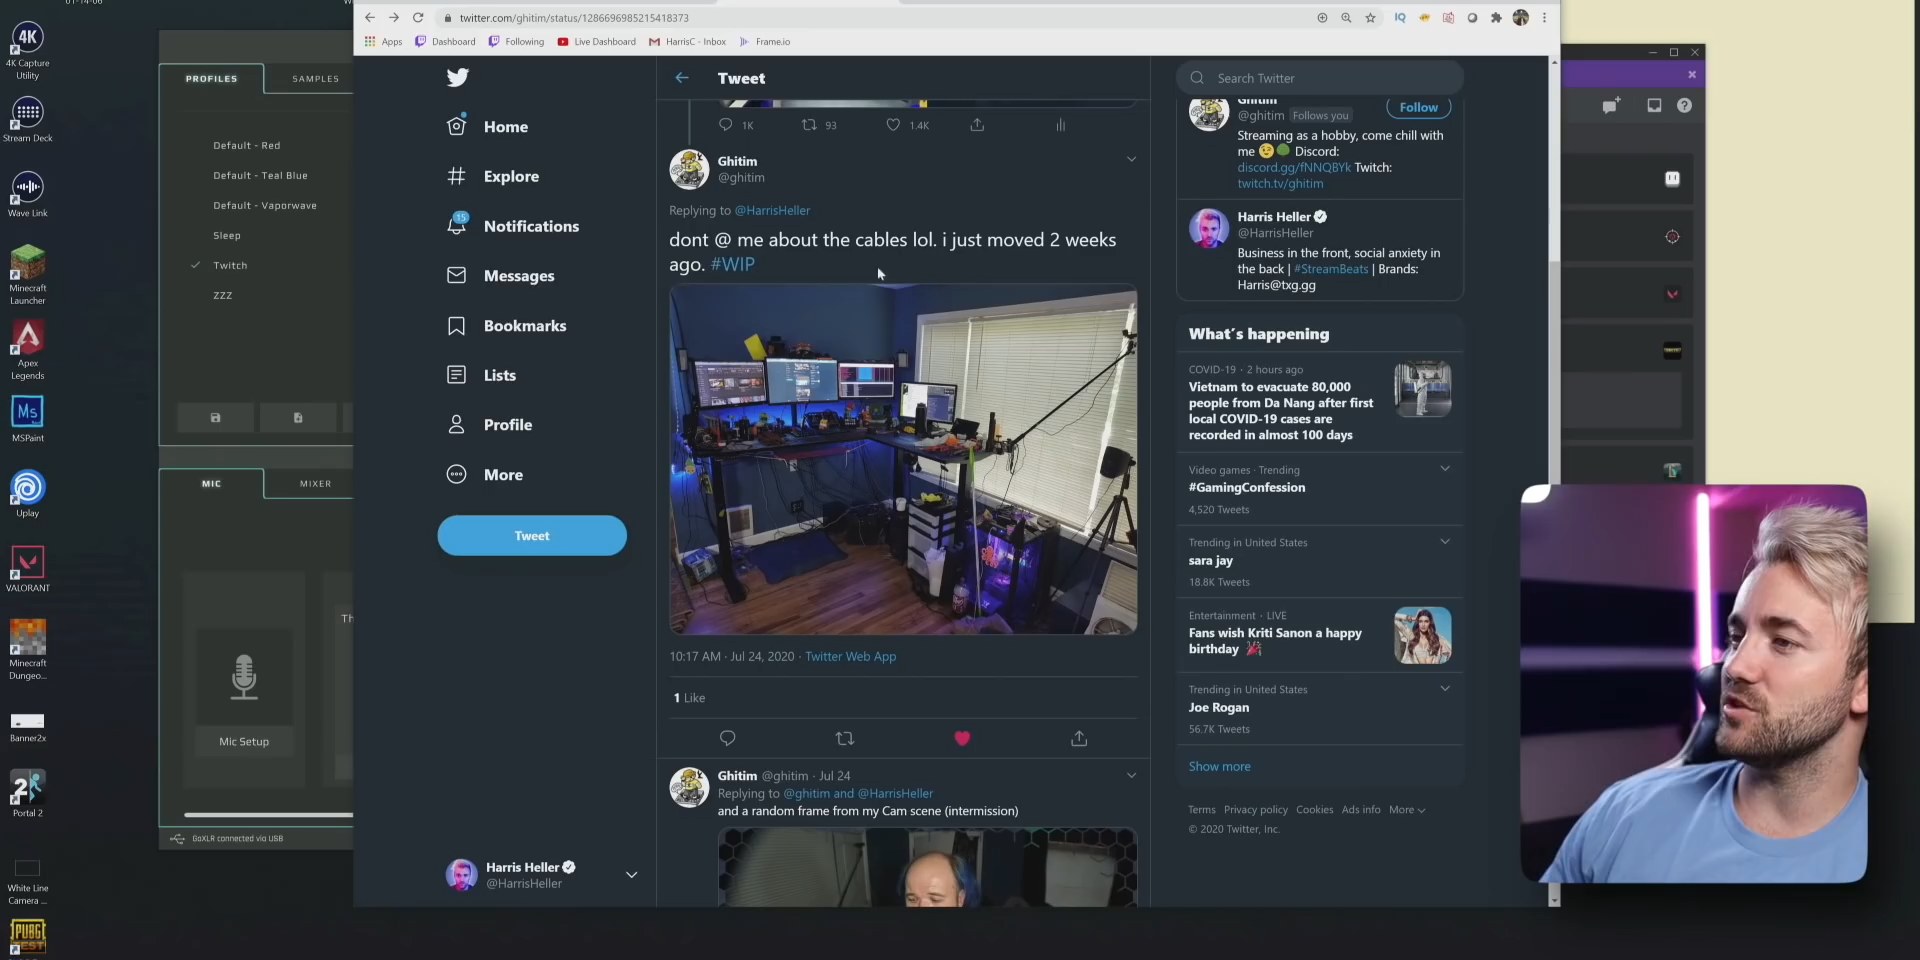 4K Capture
Utility
Stream Deck
Wave Link
Minecraft
Launcher
Apex
Legends
Ms
MSPaint
Uplay
VALORANT
Minecraft
Dungeo...
Banner2x
Portal 2
White Line
Camera ...
PUBG
TEST
PROFILES
SAMPLES
Default - Red
Default - Teal Blue
Default - Vaporwave
Sleep
Twitch
ZZZ
MIC
MIXER
Th
Mic Setup
GoXLR connected via USB
twitter.com/ghitim/status/1286696985215418373
Apps
Dashboard
Following
Live Dashboard
HarrisC - Inbox
Frame.io
Home
Explore
15
Notifications
Messages
Bookmarks
Lists
Profile
More
Tweet
Harris Heller
@HarrisHeller
Tweet
1K
93
1.4K
Ghitim
@ghitim
Replying to @HarrisHeller
dont @ me about the cables lol. i just moved 2 weeks
ago. #WIP
10:17 AM · Jul 24, 2020 · Twitter Web App
1 Like
Ghitim @ghitim · Jul 24
Replying to @ghitim and @HarrisHeller
and a random frame from my Cam scene (intermission)
Search Twitter
Ghitim
@ghitim Follows you
Follow
Streaming as a hobby, come chill with
me 😉🟢 Discord:
discord.gg/fNNQBYk Twitch:
twitch.tv/ghitim
Harris Heller
@HarrisHeller
Business in the front, social anxiety in
the back | #StreamBeats | Brands:
Harris@txg.gg
What's happening
COVID-19 · 2 hours ago
Vietnam to evacuate 80,000
people from Da Nang after first
local COVID-19 cases are
recorded in almost 100 days
Video games · Trending
#GamingConfession
4,520 Tweets
Trending in United States
sara jay
18.8K Tweets
Entertainment · LIVE
Fans wish Kriti Sanon a happy
birthday 🎉
Trending in United States
Joe Rogan
56.7K Tweets
Show more
Terms Privacy policy Cookies Ads info More
© 2020 Twitter, Inc.